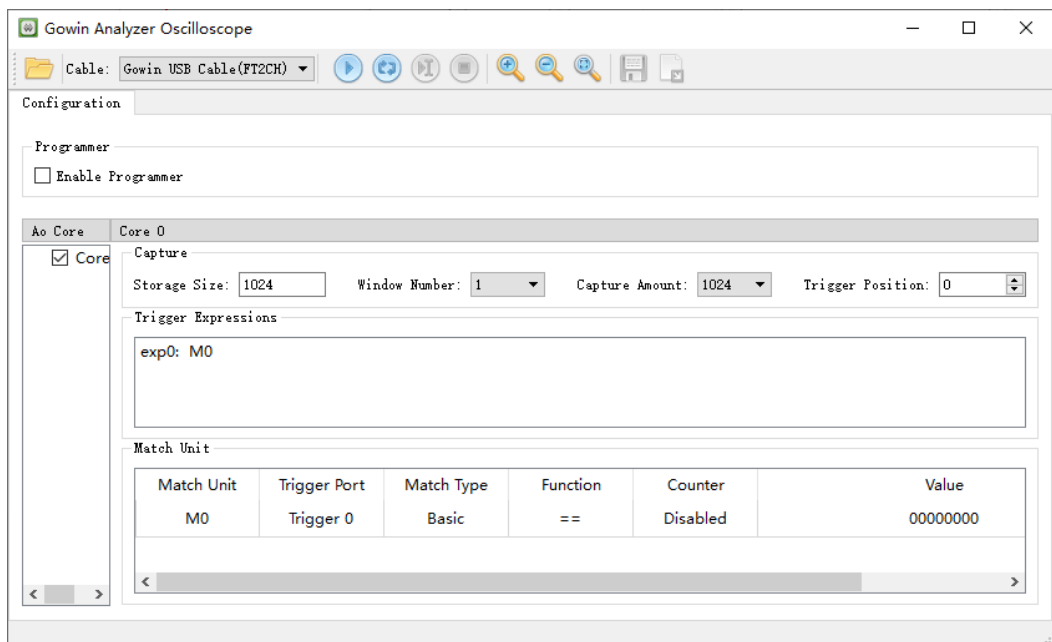 Gowin Analyzer Oscilloscope
Cable: Gowin USB Cable(FT2CH)
Configuration
Programmer
Enable Programmer
Ao Core Core 0
Core
Capture
Storage Size: 1024 Window Number: 1 Capture Amount: 1024 Trigger Position: 0
Trigger Expressions
exp0: M0
Match Unit
Match Unit Trigger Port Match Type Function Counter Value
M0 Trigger 0 Basic == Disabled 00000000